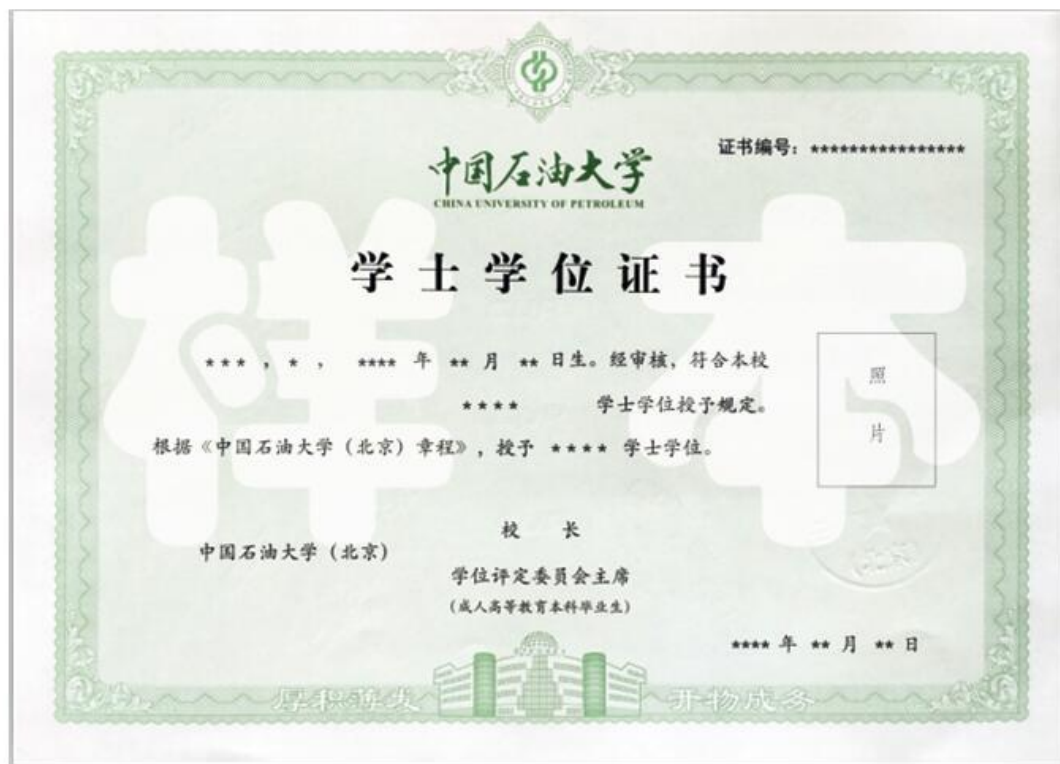 证书编号：****************
中国石油大学
CHINA UNIVERSITY OF PETROLEUM
学士学位证书
样本
***，*， **** 年 ** 月 ** 日生。经审核，符合本校
**** 学士学位授予规定。
根据《中国石油大学（北京）章程》，授予 **** 学士学位。
照
片
校 长
中国石油大学（北京）
学位评定委员会主席
（成人高等教育本科毕业生）
**** 年 ** 月 ** 日
厚积薄发 开物成务